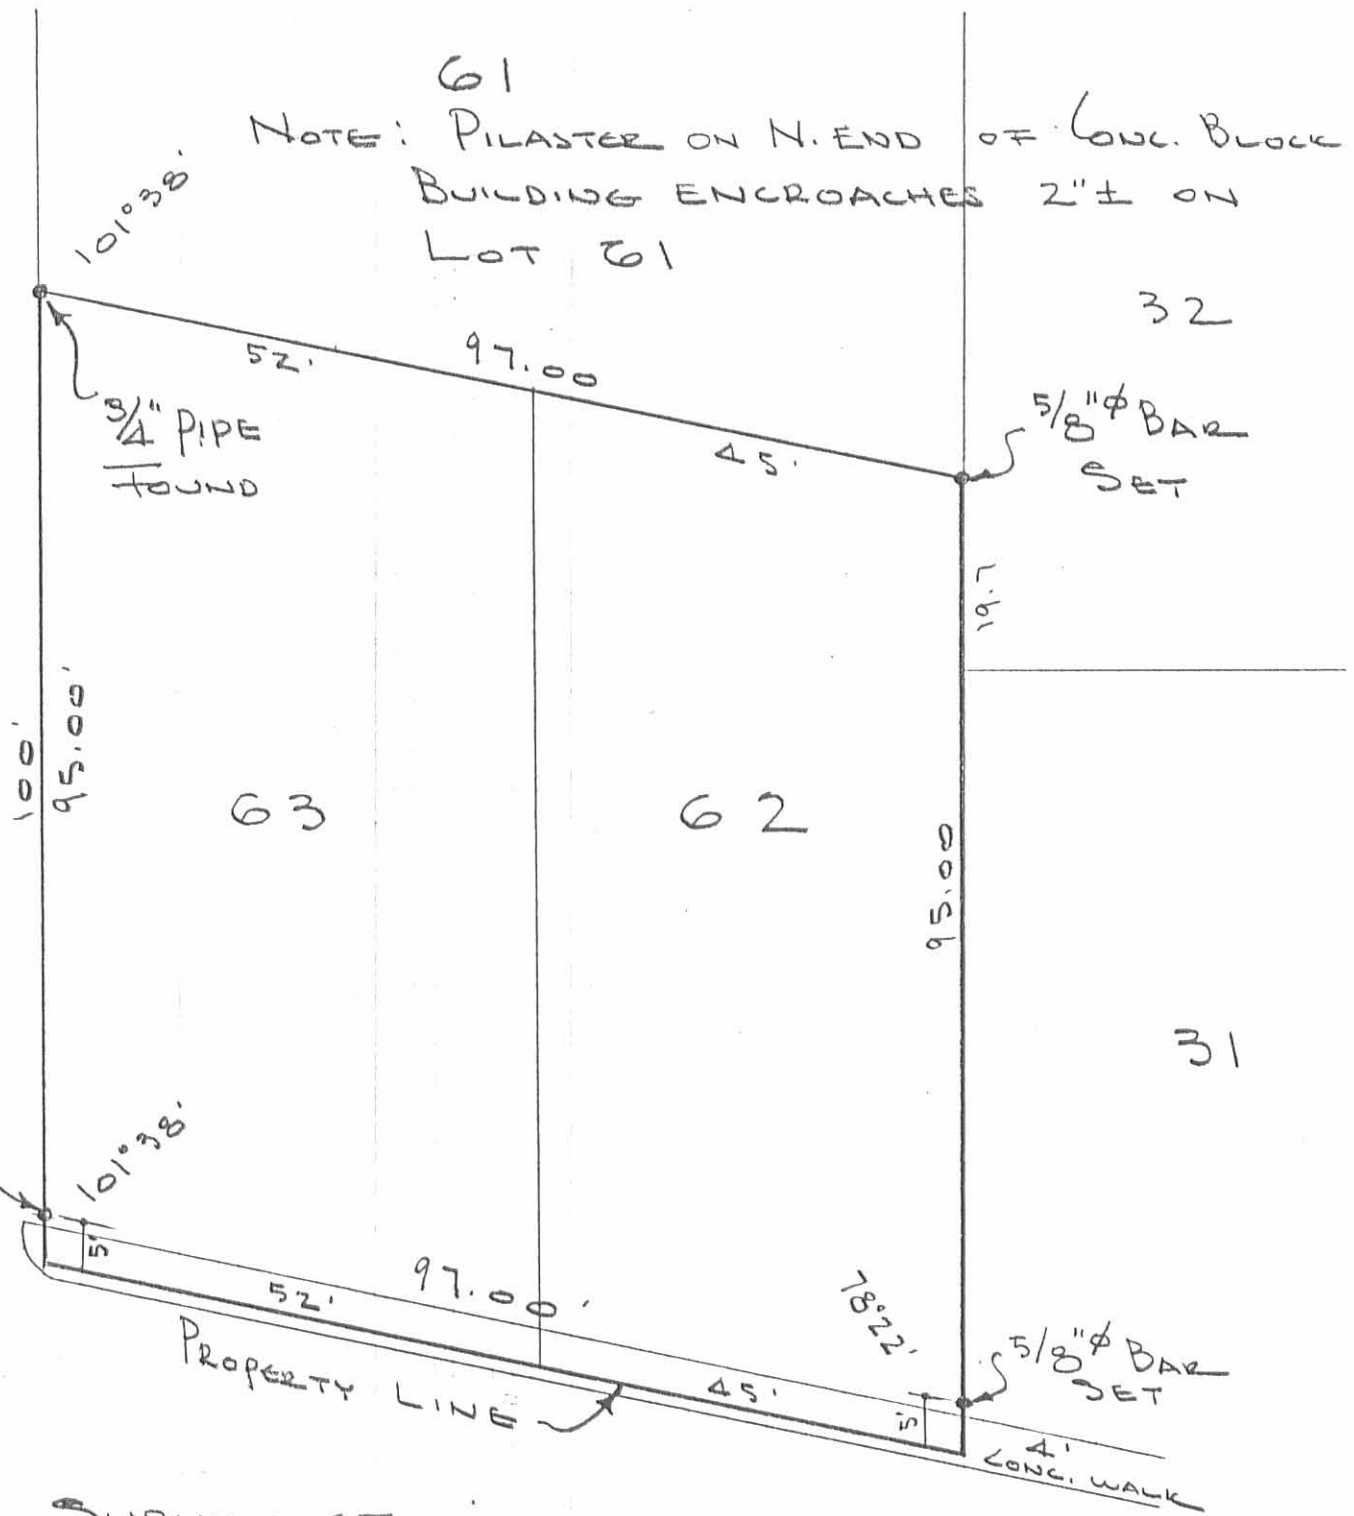 61
NOTE: PILASTER ON N. END OF CONC. BLOCK
BUILDING ENCROACHES 2"± ON
LOT 61
101°38'
32
52'
97.00
45'
3/4" PIPE
FOUND
5/8"⌀ BAR
SET
19.7
100'
95.00'
63
62
95.00
31
101°38'
5'
52'
97.00'
78°22'
45'
5'
5/8"⌀ BAR
SET
PROPERTY LINE
4'
CONC. WALK